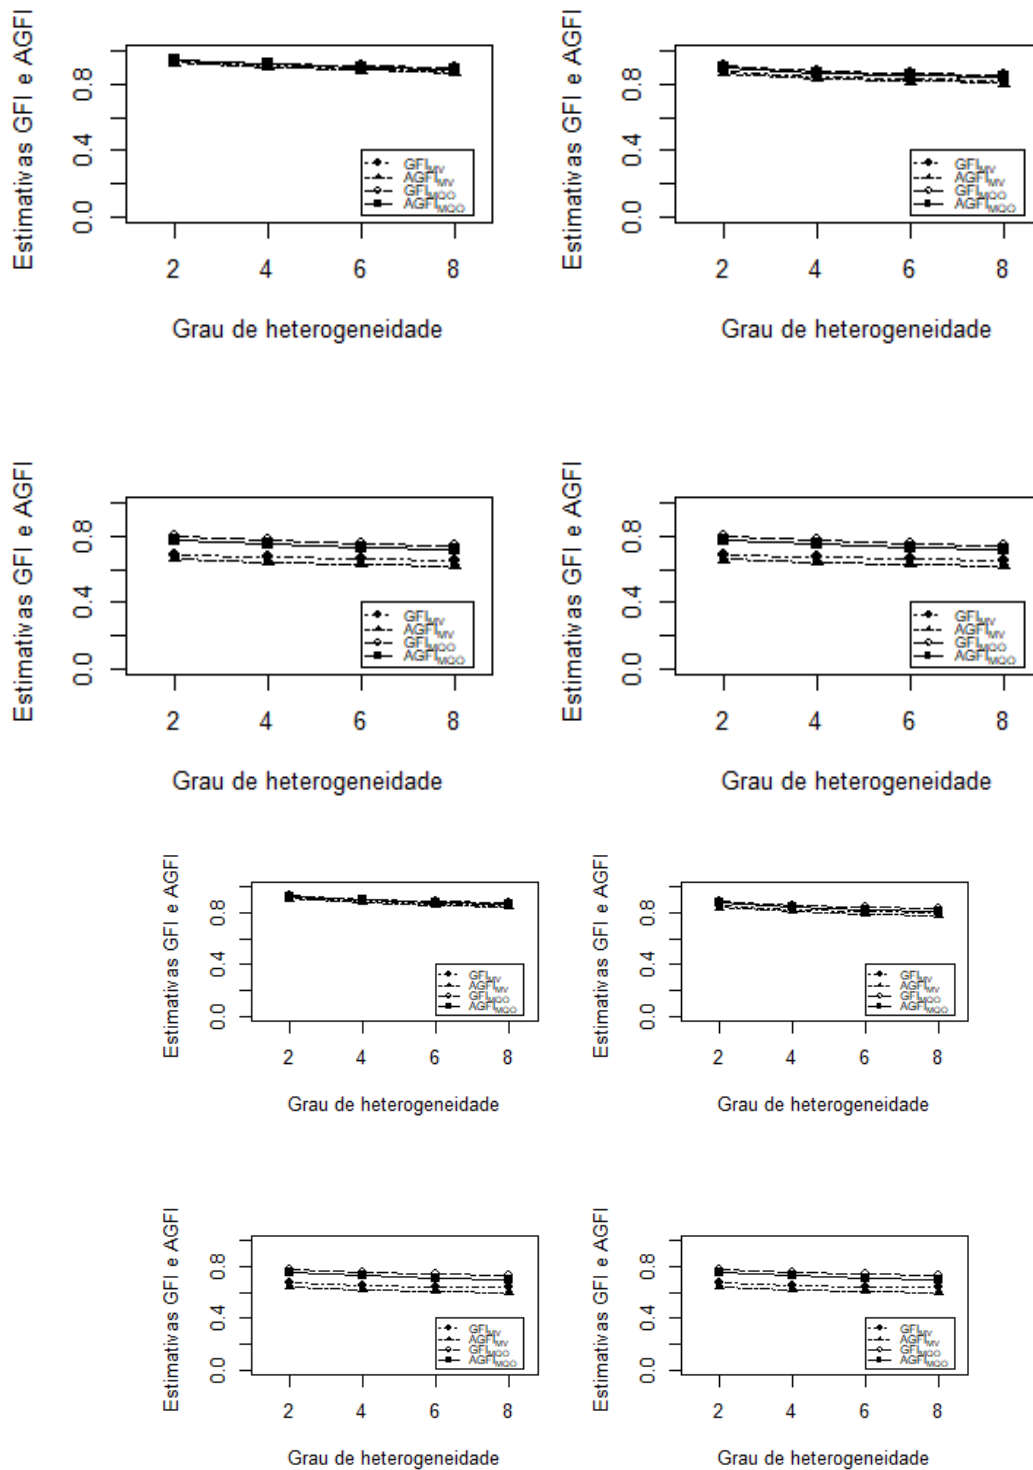 Estimativas GFI e AGFI
0.0 0.4 0.8
GFI_MV
AGFI_MV
GFI_MQO
AGFI_MQO
2 4 6 8
Grau de heterogeneidade
Estimativas GFI e AGFI
0.0 0.4 0.8
GFI_MV
AGFI_MV
GFI_MQO
AGFI_MQO
2 4 6 8
Grau de heterogeneidade
Estimativas GFI e AGFI
0.0 0.4 0.8
GFI_MV
AGFI_MV
GFI_MQO
AGFI_MQO
2 4 6 8
Grau de heterogeneidade
Estimativas GFI e AGFI
0.0 0.4 0.8
GFI_MV
AGFI_MV
GFI_MQO
AGFI_MQO
2 4 6 8
Grau de heterogeneidade
Estimativas GFI e AGFI
0.0 0.4 0.8
GFI_MV
AGFI_MV
GFI_MQO
AGFI_MQO
2 4 6 8
Grau de heterogeneidade
Estimativas GFI e AGFI
0.0 0.4 0.8
GFI_MV
AGFI_MV
GFI_MQO
AGFI_MQO
2 4 6 8
Grau de heterogeneidade
Estimativas GFI e AGFI
0.0 0.4 0.8
GFI_MV
AGFI_MV
GFI_MQO
AGFI_MQO
2 4 6 8
Grau de heterogeneidade
Estimativas GFI e AGFI
0.0 0.4 0.8
GFI_MV
AGFI_MV
GFI_MQO
AGFI_MQO
2 4 6 8
Grau de heterogeneidade